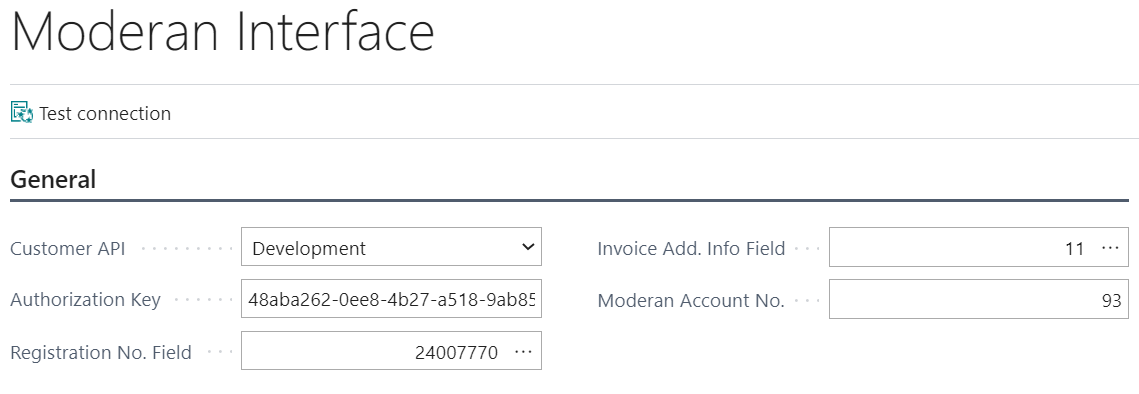 Moderan Interface
Test connection
General
Customer API Development
Authorization Key 48aba262-0ee8-4b27-a518-9ab85
Registration No. Field 24007770 ...
Invoice Add. Info Field 11 ...
Moderan Account No. 93